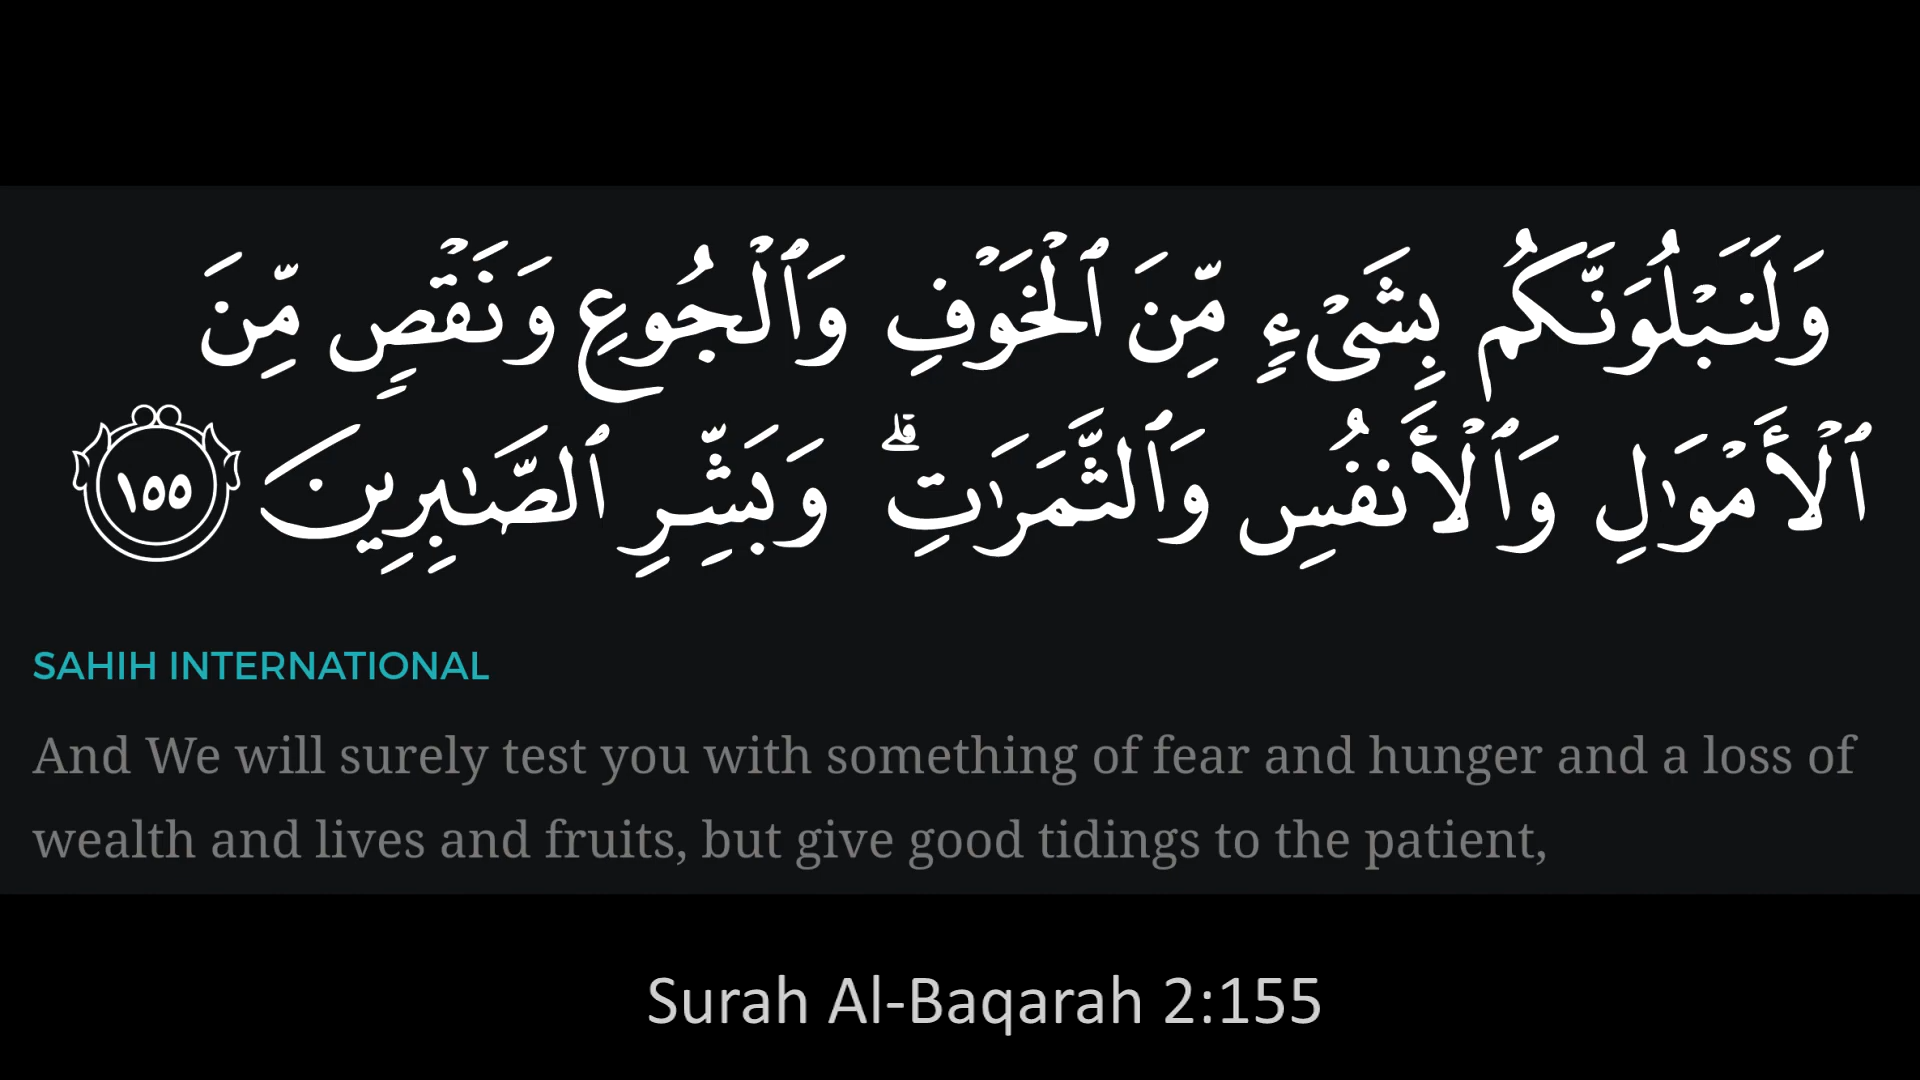 وَلَنَبْلُوَنَّكُم بِشَىْءٍ مِّنَ ٱلْخَوْفِ وَٱلْجُوعِ وَنَقْصٍ مِّنَ
ٱلْأَمْوَٰلِ وَٱلْأَنفُسِ وَٱلثَّمَرَٰتِ ۗ وَبَشِّرِ ٱلصَّـٰبِرِينَ ١٥٥
SAHIH INTERNATIONAL
And We will surely test you with something of fear and hunger and a loss of
wealth and lives and fruits, but give good tidings to the patient,
Surah Al-Baqarah 2:155